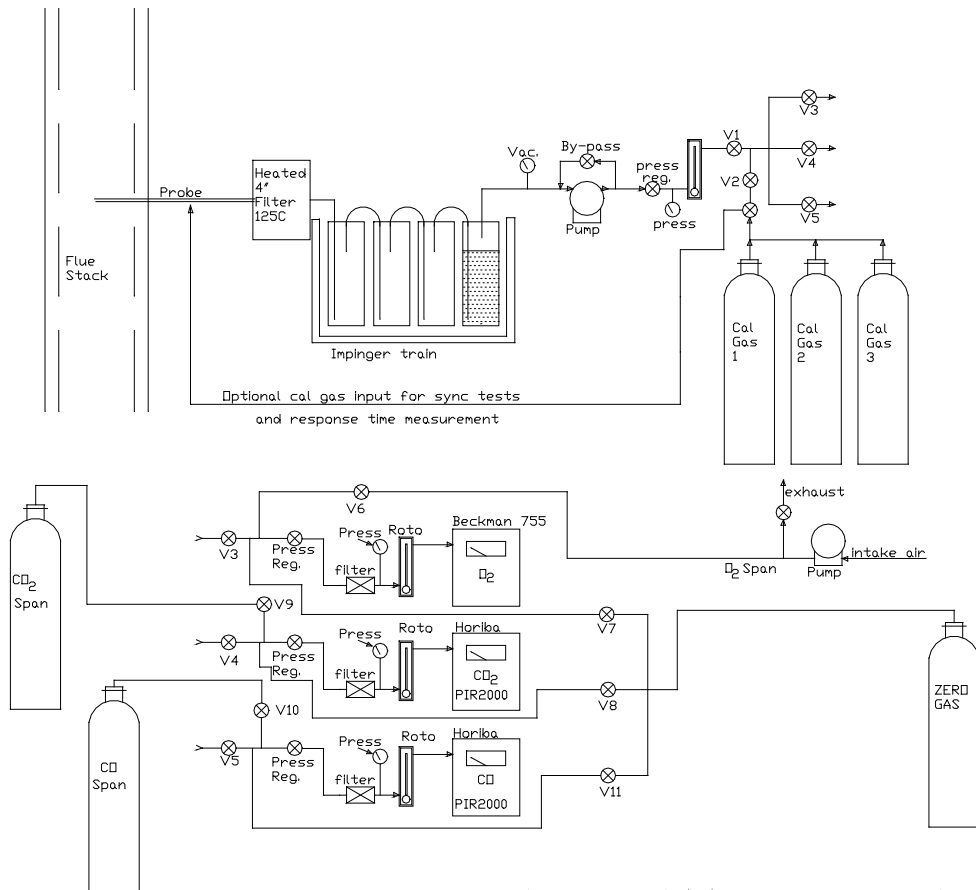 Probe
Heated
4"
Filter
125C
Flue
Stack
Impinger train
Vac.
By-pass
Pump
press
reg.
press
V1
V2
V3
V4
V5
Cal
Gas
1
Cal
Gas
2
Cal
Gas
3
Optional cal gas input for sync tests
and response time measurement
CO2
Span
V3
V6
Press
Reg.
Press
filter
Roto
Beckman 755
O2
exhaust
O2 Span
Pump
intake air
V9
V4
Press
Reg.
Press
filter
Roto
Horiba
CO2
PIR2000
V7
V8
ZERO
GAS
CO
Span
V10
V5
Press
Reg.
Press
filter
Roto
Horiba
CO
PIR2000
V11